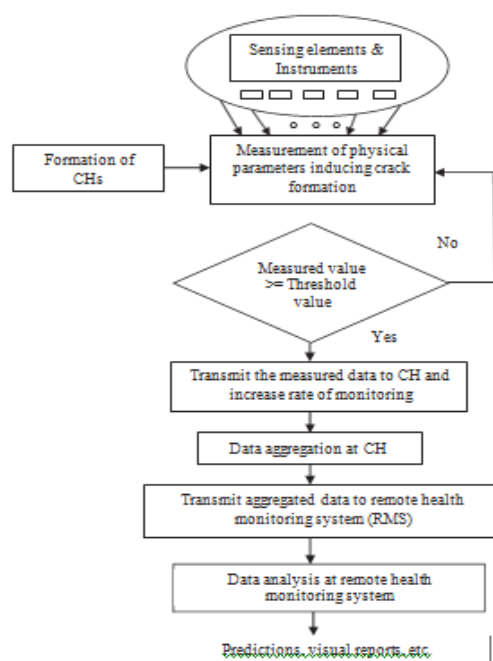 Sensing elements &
Instruments
Formation of
CHs
Measurement of physical
parameters inducing crack
formation
No
Measured value
>= Threshold
value
Yes
Transmit the measured data to CH and
increase rate of monitoring
Data aggregation at CH
Transmit aggregated data to remote health
monitoring system (RMS)
Data analysis at remote health
monitoring system
Predictions, visual reports, etc